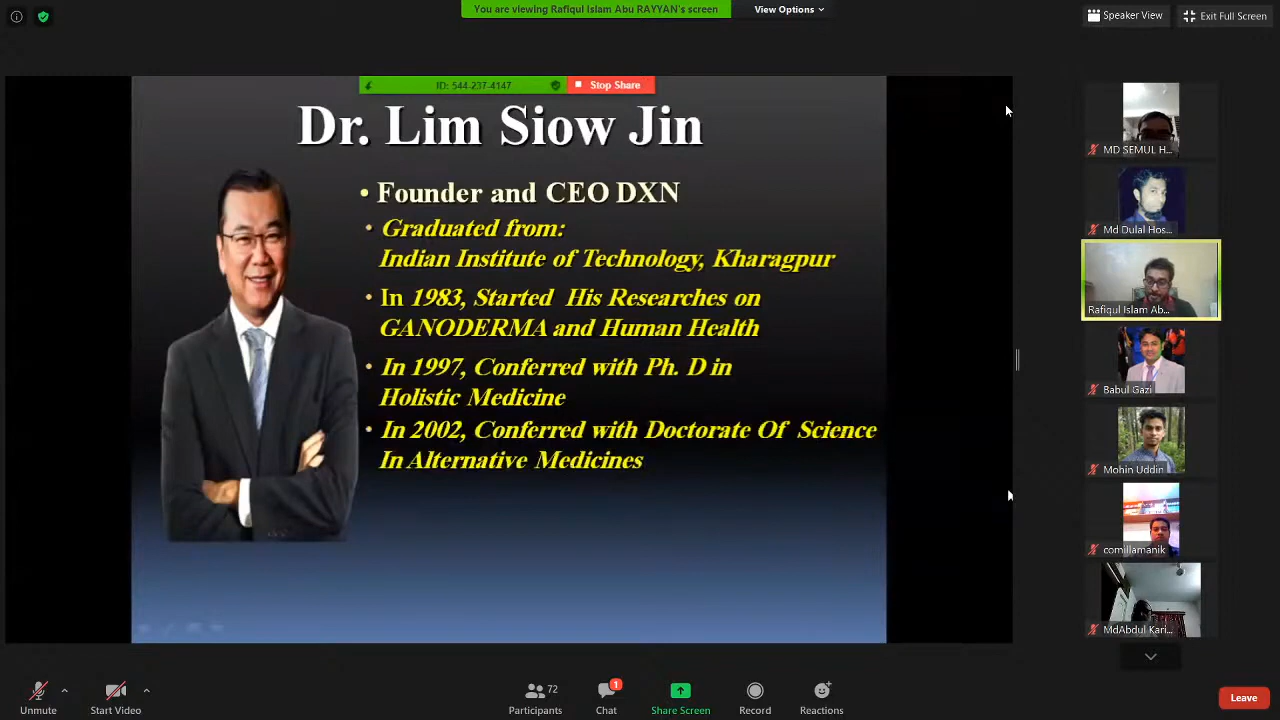 You are viewing Rafiqul Islam Abu RAYYAN's screen
View Options
Speaker View
Exit Full Screen
ID: 544-237-4147
Stop Share
Dr. Lim Siow Jin
• Founder and CEO DXN
• Graduated from:
Indian Institute of Technology, Kharagpur
• In 1983, Started His Researches on
GANODERMA and Human Health
• In 1997, Conferred with Ph. D in
Holistic Medicine
• In 2002, Conferred with Doctorate Of Science
In Alternative Medicines
MD SEMUL H...
Md Dulal Hos...
Rafiqul Islam Ab...
Babul Gazi
Mohin Uddin
comillamanik
MdAbdul Kari...
Unmute
Start Video
72
Participants
1
Chat
Share Screen
Record
Reactions
Leave